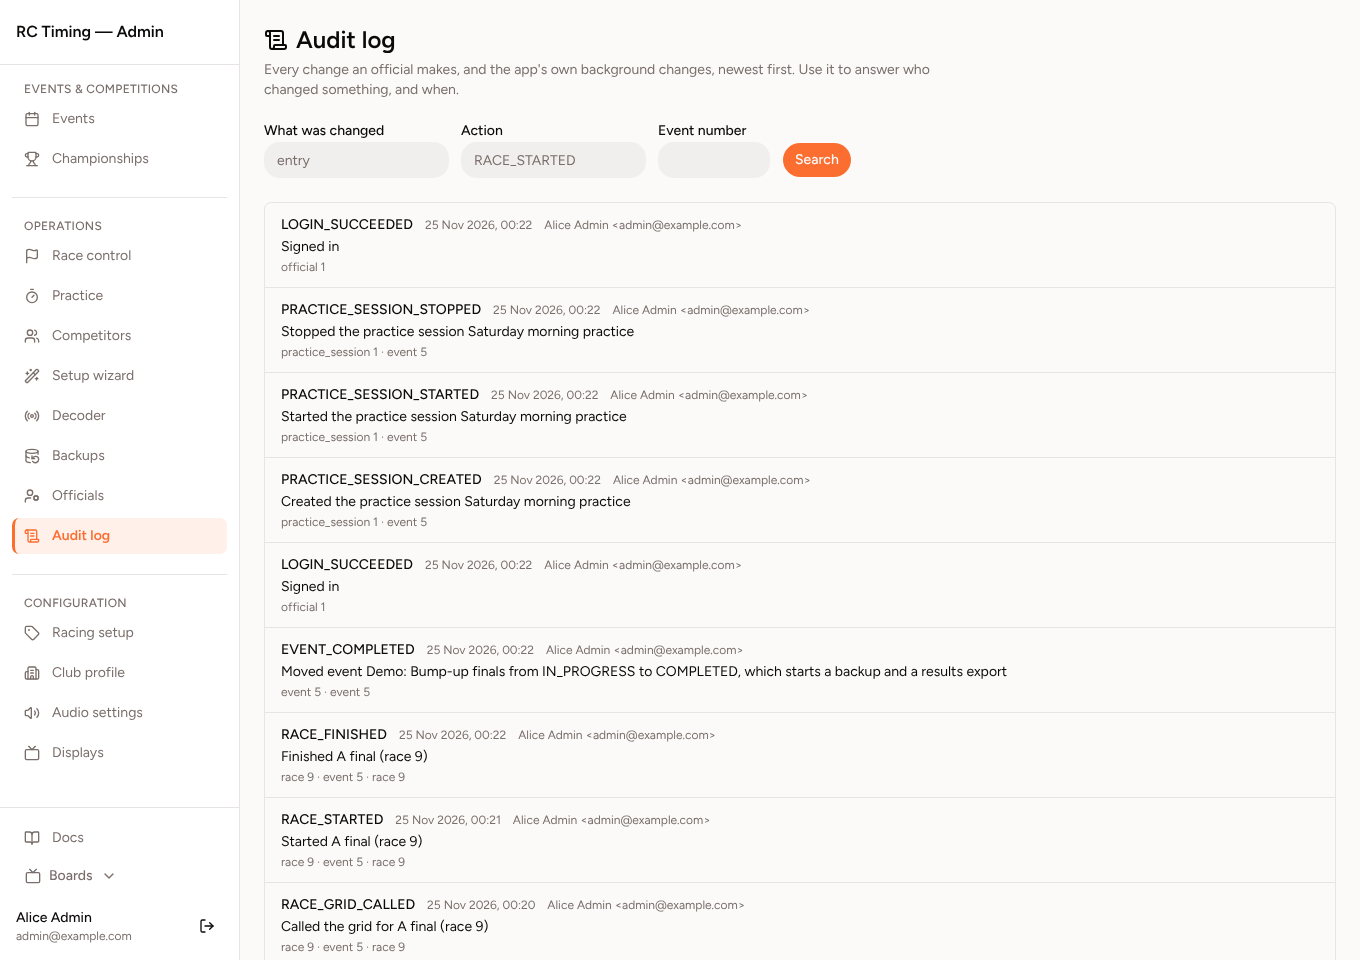 RC Timing — Admin
EVENTS & COMPETITIONS
Events
Championships
OPERATIONS
Race control
Practice
Competitors
Setup wizard
Decoder
Backups
Officials
Audit log
CONFIGURATION
Racing setup
Club profile
Audio settings
Displays
Docs
Boards
Alice Admin
admin@example.com
Audit log
Every change an official makes, and the app's own background changes, newest first. Use it to answer who
changed something, and when.
What was changed
Action
Event number
entry
RACE_STARTED
Search
LOGIN_SUCCEEDED 25 Nov 2026, 00:22 Alice Admin <admin@example.com>
Signed in
official 1
PRACTICE_SESSION_STOPPED 25 Nov 2026, 00:22 Alice Admin <admin@example.com>
Stopped the practice session Saturday morning practice
practice_session 1 · event 5
PRACTICE_SESSION_STARTED 25 Nov 2026, 00:22 Alice Admin <admin@example.com>
Started the practice session Saturday morning practice
practice_session 1 · event 5
PRACTICE_SESSION_CREATED 25 Nov 2026, 00:22 Alice Admin <admin@example.com>
Created the practice session Saturday morning practice
practice_session 1 · event 5
LOGIN_SUCCEEDED 25 Nov 2026, 00:22 Alice Admin <admin@example.com>
Signed in
official 1
EVENT_COMPLETED 25 Nov 2026, 00:22 Alice Admin <admin@example.com>
Moved event Demo: Bump-up finals from IN_PROGRESS to COMPLETED, which starts a backup and a results export
event 5 · event 5
RACE_FINISHED 25 Nov 2026, 00:22 Alice Admin <admin@example.com>
Finished A final (race 9)
race 9 · event 5 · race 9
RACE_STARTED 25 Nov 2026, 00:21 Alice Admin <admin@example.com>
Started A final (race 9)
race 9 · event 5 · race 9
RACE_GRID_CALLED 25 Nov 2026, 00:20 Alice Admin <admin@example.com>
Called the grid for A final (race 9)
race 9 · event 5 · race 9